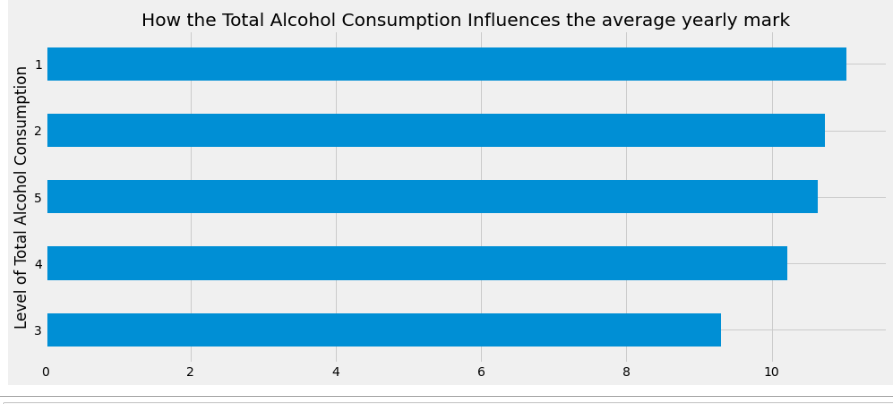 How the Total Alcohol Consumption Influences the average yearly mark
Level of Total Alcohol Consumption
1
2
5
4
3
0 2 4 6 8 10